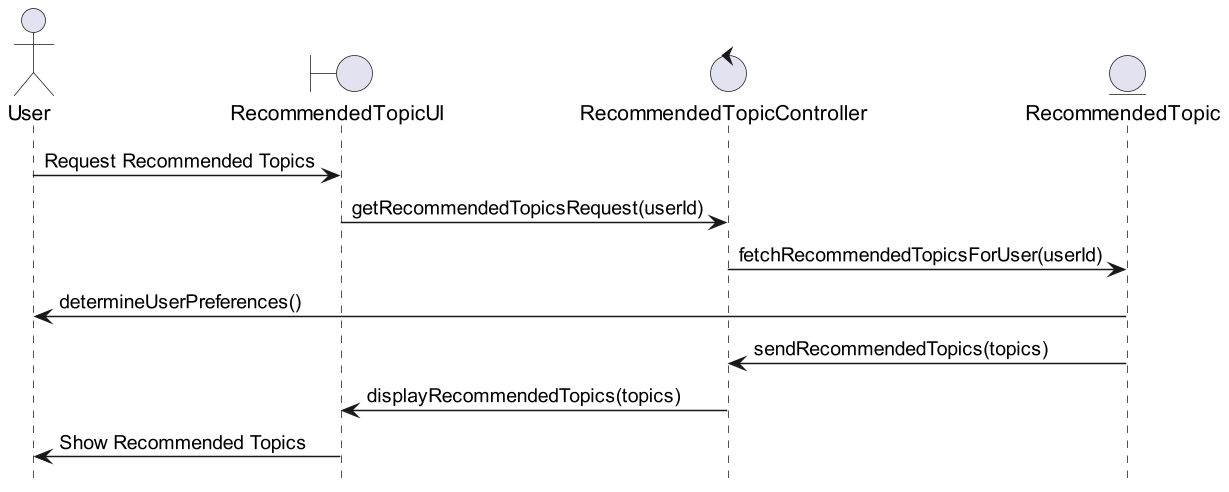 User
RecommendedTopicUI
RecommendedTopicController
RecommendedTopic
Request Recommended Topics
getRecommendedTopicsRequest(userId)
fetchRecommendedTopicsForUser(userId)
determineUserPreferences()
sendRecommendedTopics(topics)
displayRecommendedTopics(topics)
Show Recommended Topics